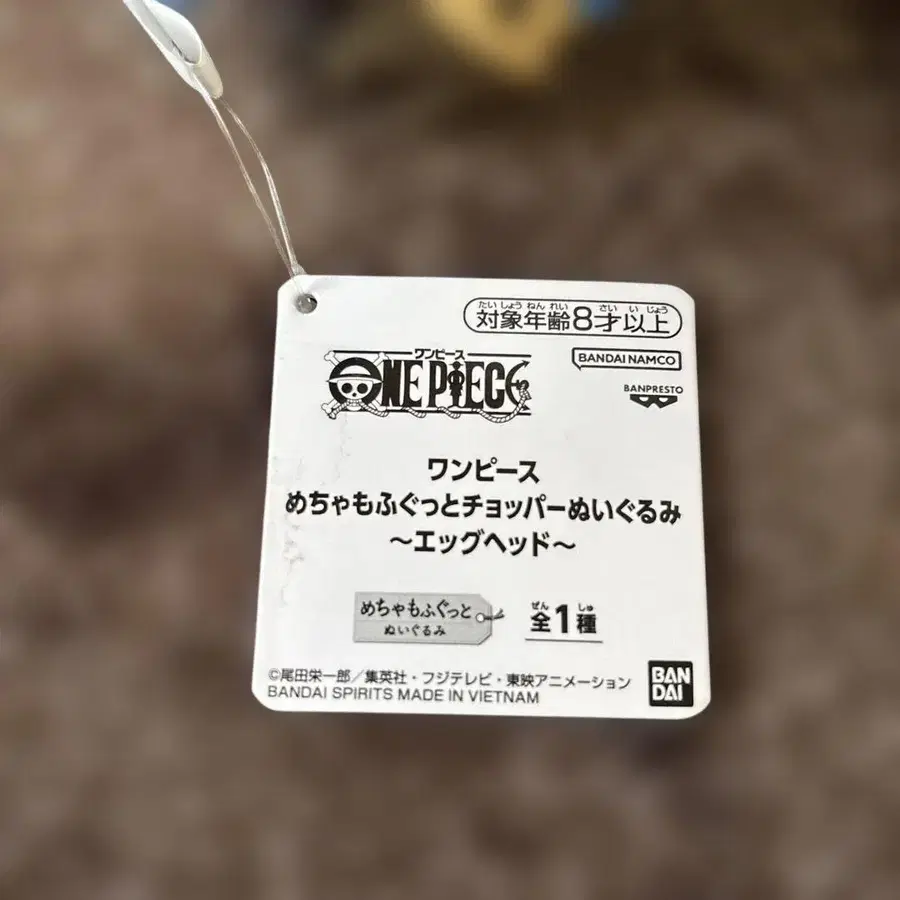 たいしょうねんれい さいいじょう
対象年齢8才以上
ワンピース
ONE PIECE
BANDAI NAMCO
BANPRESTO
ワンピース
めちゃもふぐっとチョッパーぬいぐるみ
～エッグヘッド～
めちゃもふぐっと
ぬいぐるみ
ぜん しゅ
全1種
©尾田栄一郎／集英社・フジテレビ・東映アニメーション
BANDAI SPIRITS MADE IN VIETNAM
BAN
DAI